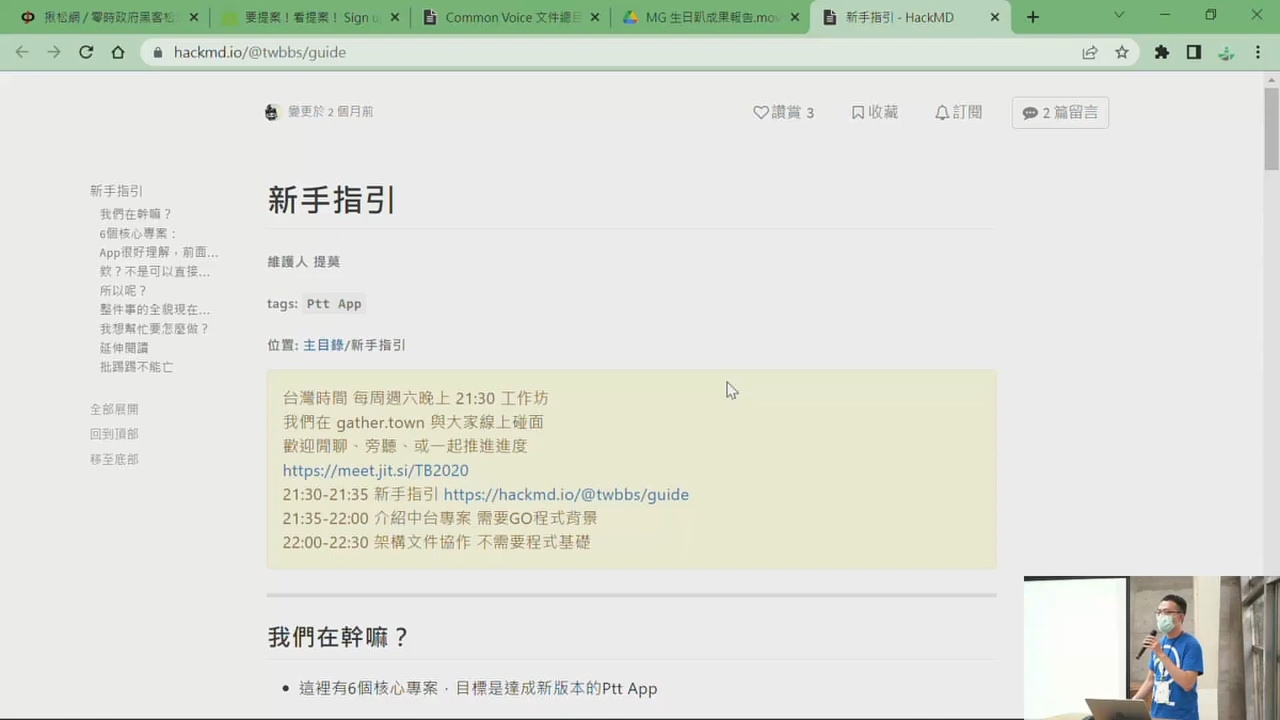 揪松網 / 零時政府黑客松
要提案！看提案！ Sign u
Common Voice 文件總目
MG 生日趴成果報告.mov
新手指引 - HackMD
hackmd.io/@twbbs/guide
變更於 2 個月前
讚賞 3
收藏
訂閱
2 篇留言
新手指引
我們在幹嘛？
6個核心專案：
App很好理解，前面...
欸？不是可以直接...
所以呢？
整件事的全貌現在...
我想幫忙要怎麼做？
延伸閱讀
批踢踢不能亡
全部展開
回到頂部
移至底部
新手指引
維護人 提莫
tags: Ptt App
位置: 主目錄/新手指引
台灣時間 每周週六晚上 21:30 工作坊
我們在 gather.town 與大家線上碰面
歡迎閒聊、旁聽、或一起推進進度
https://meet.jit.si/TB2020
21:30-21:35 新手指引 https://hackmd.io/@twbbs/guide
21:35-22:00 介紹中台專案 需要GO程式背景
22:00-22:30 架構文件協作 不需要程式基礎
我們在幹嘛？
這裡有6個核心專案，目標是達成新版本的Ptt App